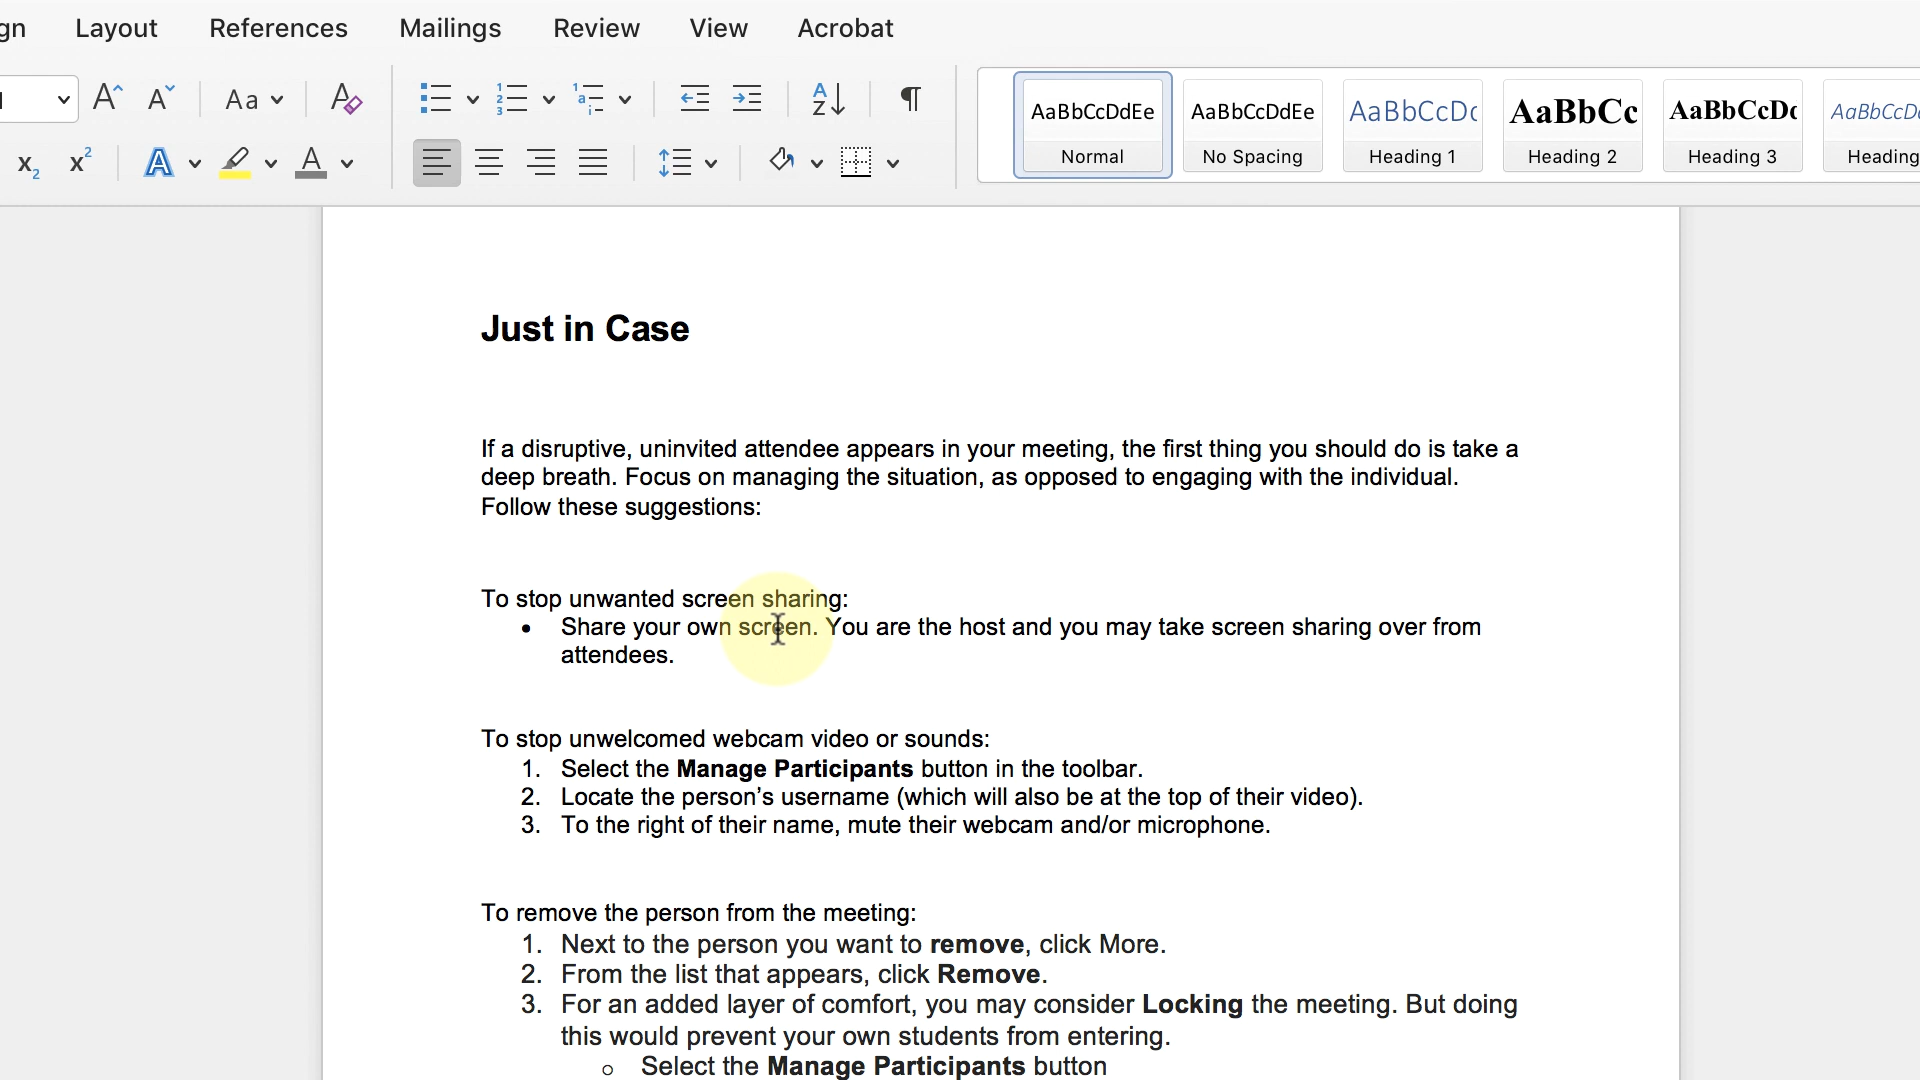 gn Layout References Mailings Review View Acrobat
Aa
AaBbCcDdEe AaBbCcDdEe AaBbCcDc AaBbCc AaBbCcDc AaBbCcD
Normal No Spacing Heading 1 Heading 2 Heading 3 Heading
Just in Case
If a disruptive, uninvited attendee appears in your meeting, the first thing you should do is take a
deep breath. Focus on managing the situation, as opposed to engaging with the individual.
Follow these suggestions:
To stop unwanted screen sharing:
• Share your own screen. You are the host and you may take screen sharing over from
attendees.
To stop unwelcomed webcam video or sounds:
1. Select the Manage Participants button in the toolbar.
2. Locate the person's username (which will also be at the top of their video).
3. To the right of their name, mute their webcam and/or microphone.
To remove the person from the meeting:
1. Next to the person you want to remove, click More.
2. From the list that appears, click Remove.
3. For an added layer of comfort, you may consider Locking the meeting. But doing
this would prevent your own students from entering.
o Select the Manage Participants button